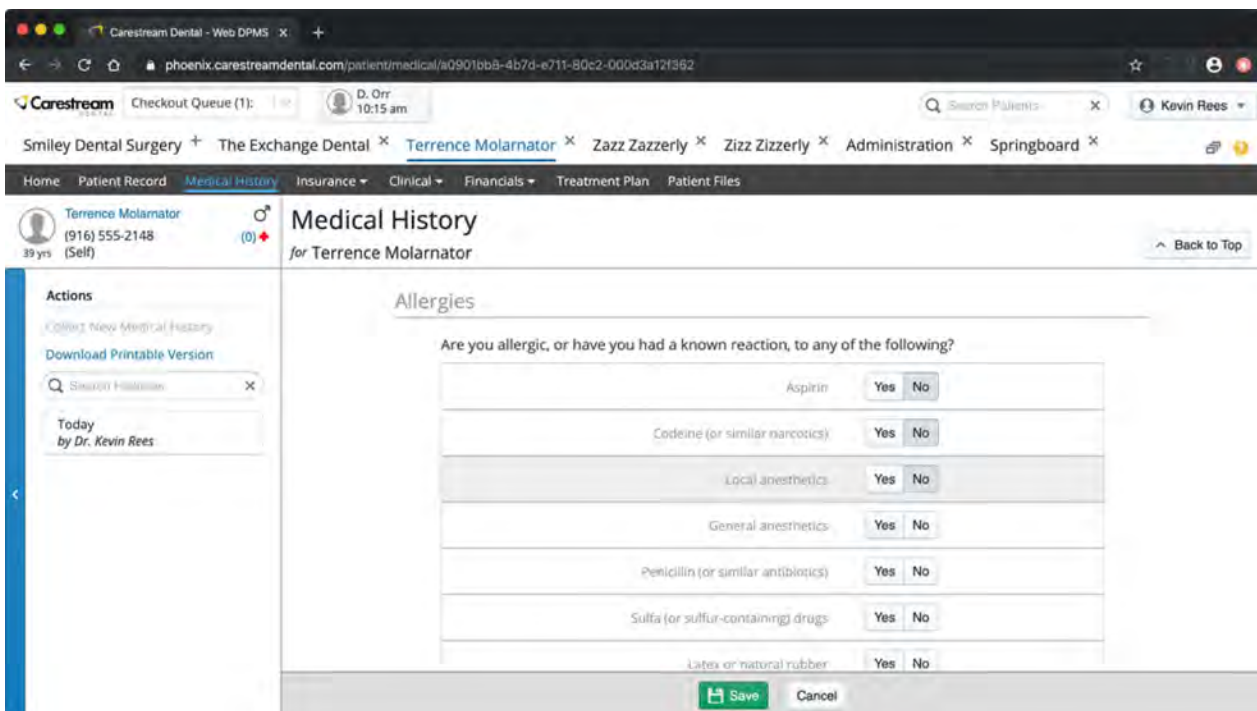 Carestream Dental - Web DPMS × +
phoenix.carestreamdental.com/patient/medical/a0901bb8-4b7d-e711-80c2-000d3a12f362
Carestream DENTAL Checkout Queue (1): D. Orr 10:15 am Search Patients × Kevin Rees
Smiley Dental Surgery + The Exchange Dental × Terrence Molarnator × Zazz Zazzerly × Zizz Zizzerly × Administration × Springboard ×
Home Patient Record Medical History Insurance Clinical Financials Treatment Plan Patient Files
Terrence Molarnator
(916) 555-2148 (0)
39 yrs (Self)
Medical History
for Terrence Molarnator
Back to Top
Actions
Collect New Medical History
Download Printable Version
Search
Today
by Dr. Kevin Rees
Allergies
Are you allergic, or have you had a known reaction, to any of the following?
Aspirin Yes No
Codeine (or similar narcotics) Yes No
Local anesthetics Yes No
General anesthetics Yes No
Penicillin (or similar antibiotics) Yes No
Sulfa (or sulfur-containing) drugs Yes No
Latex or natural rubber Yes No
Save Cancel